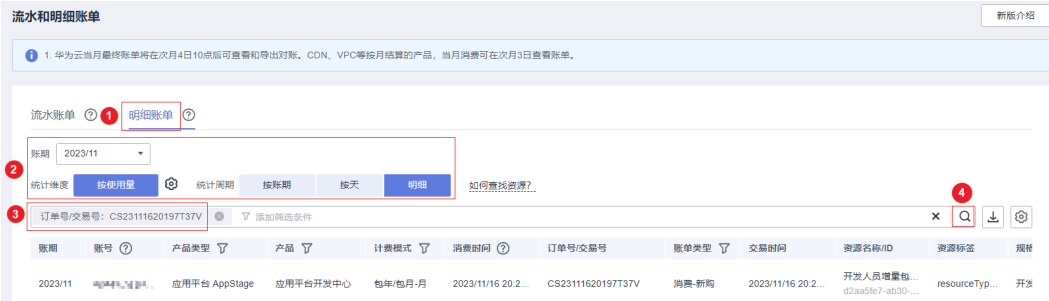 流水和明细账单
新版介绍
1. 华为云当月最终账单将在次月4日10点后可查看和导出对账。CDN、VPC等按月结算的产品，当月消费可在次月3日查看账单。
流水账单 ? 1 明细账单 ?
账期 2023/11
2
统计维度 按使用量 统计周期 按账期 按天 明细 如何查找资源?
4
3 订单号/交易号：CS23111620197T37V 添加筛选条件
账期 账号 ? 产品类型 产品 计费模式 消费时间 ? 订单号/交易号 账单类型 交易时间 资源名称/ID 资源标签 规格
2023/11 应用平台 AppStage 应用平台开发中心 包年/包月-月 2023/11/16 20:2... CS23111620197T37V 消费-新购 2023/11/16 20:2... 开发人员增量包... resourceTyp... 开发
d2aa5fe7-ab30-...